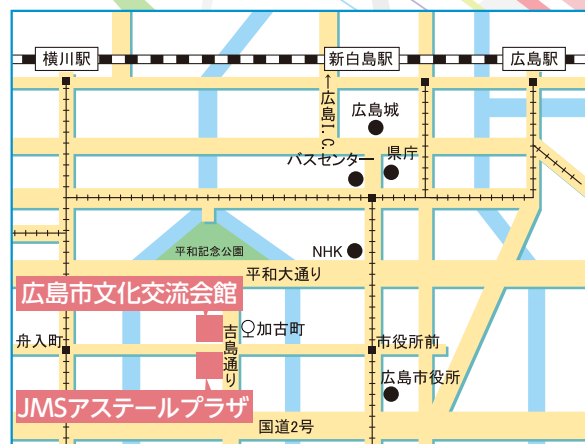 横川駅
新白島駅
広島駅
←広島I.C.
広島城
バスセンター
県庁
平和記念公園
NHK
平和大通り
広島市文化交流会館
吉島通り
加古町
舟入町
市役所前
JMSアステールプラザ
広島市役所
国道2号